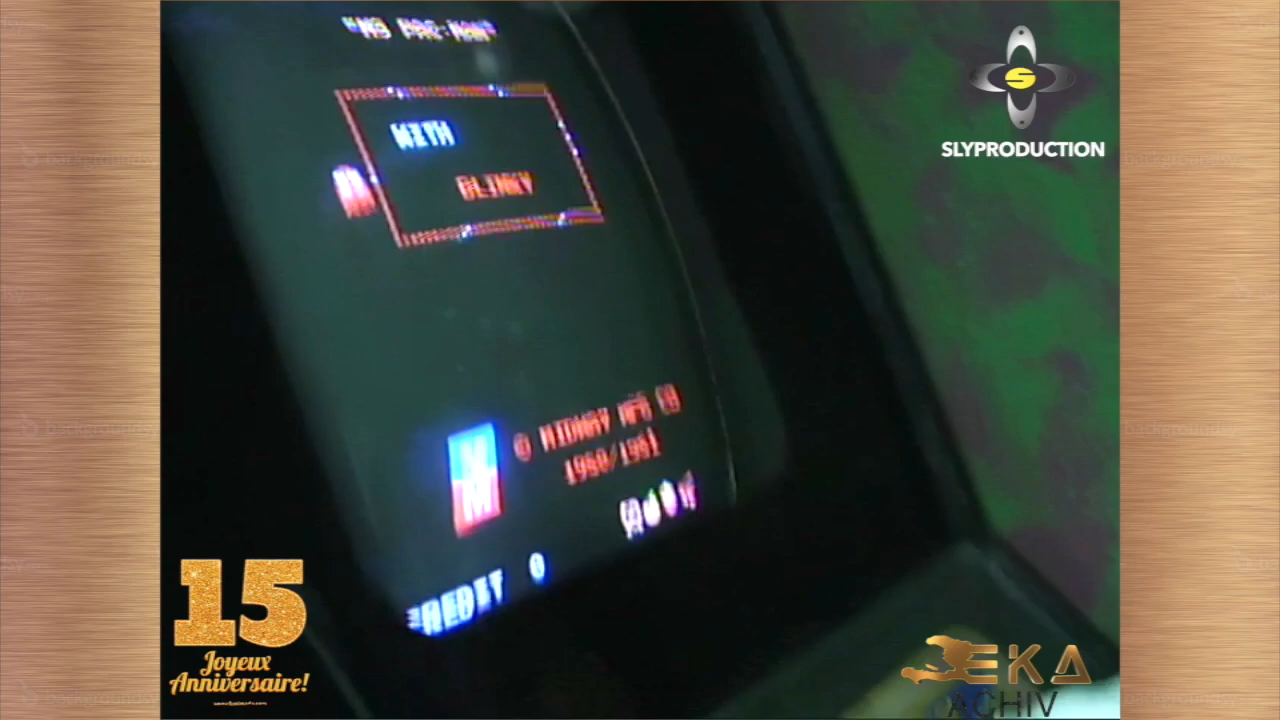 "MS PAC-MAN"
WITH
BLINKY
© MIDWAY MFG CO
1980/1981
CREDIT 0
S
SLYPRODUCTION
15
Joyeux
Anniversaire!
EKA
ACHIV